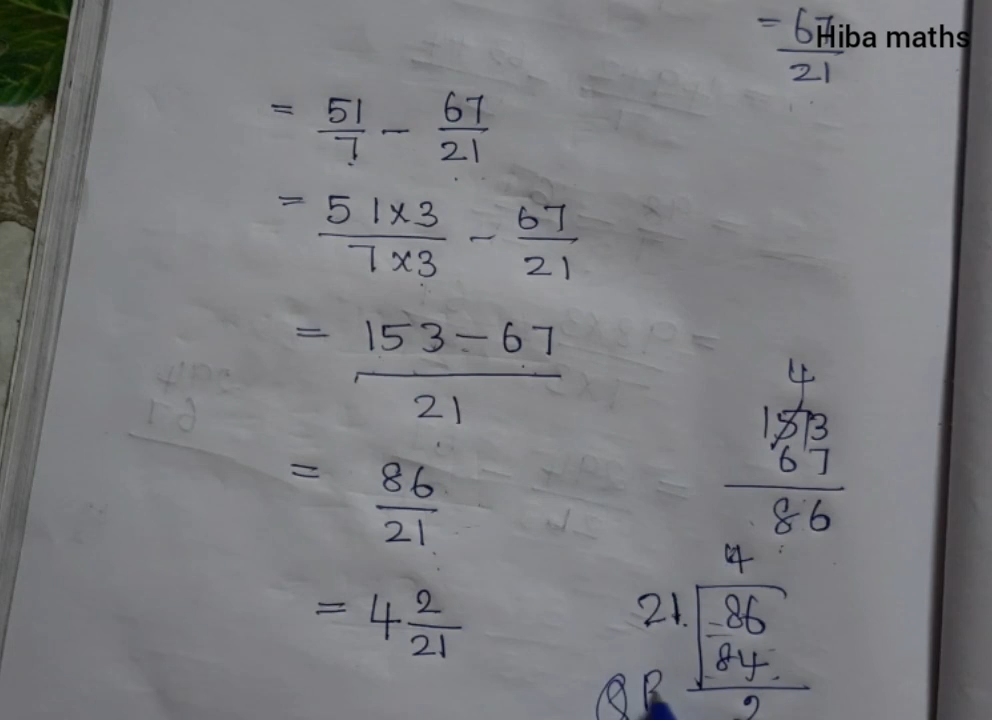 = 67/21
Hiba maths
= 51/7 - 67/21
= 51×3/7×3 - 67/21
= 153-67/21
= 86/21
= 4 2/21
4
153
67
86
4
21. 86
- 84
2